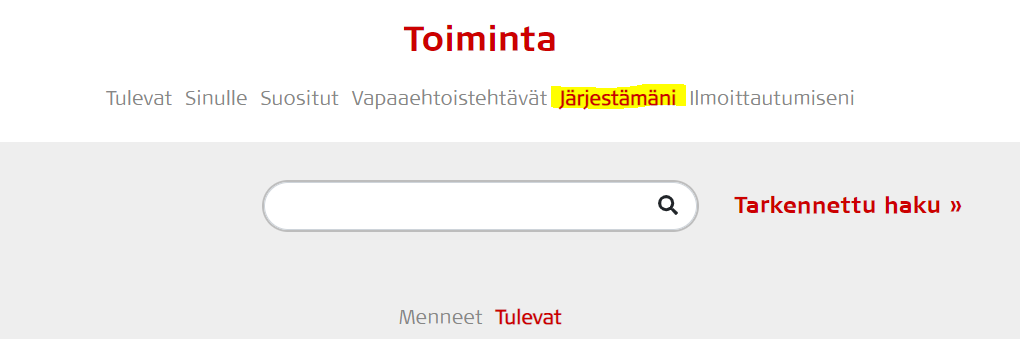 Toiminta
Tulevat Sinulle Suositut Vapaaehtoistehtävät Järjestämäni Ilmoittautumiseni
Tarkennettu haku »
Menneet Tulevat